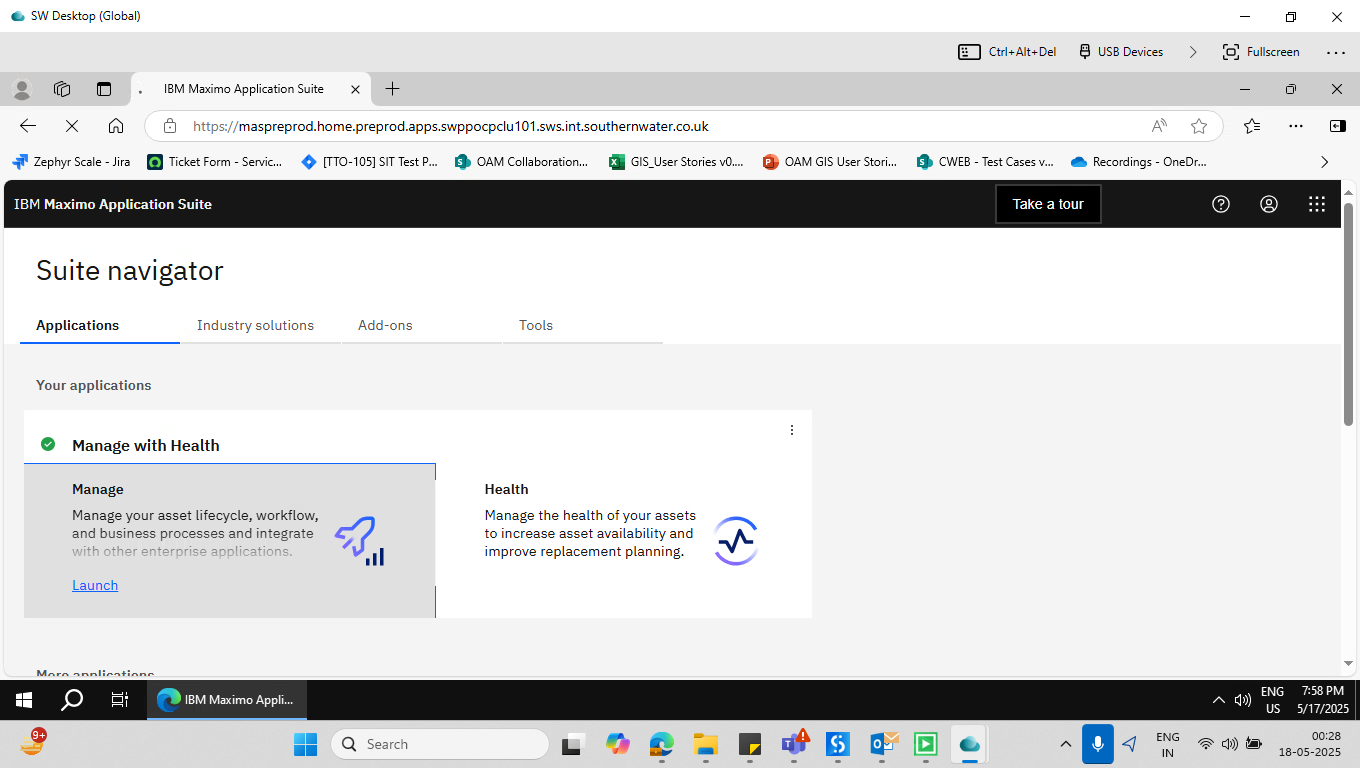 SW Desktop (Global)
Ctrl+Alt+Del
USB Devices
Fullscreen
IBM Maximo Application Suite
https://maspreprod.home.preprod.apps.swppocpclu101.sws.int.southernwater.co.uk
Zephyr Scale - Jira
Ticket Form - Servic...
[TTO-105] SIT Test P...
OAM Collaboration...
GIS_User Stories v0....
OAM GIS User Stori...
CWEB - Test Cases v...
Recordings - OneDr...
IBM Maximo Application Suite
Take a tour
Suite navigator
Applications
Industry solutions
Add-ons
Tools
Your applications
Manage with Health
Manage
Manage your asset lifecycle, workflow,
and business processes and integrate
with other enterprise applications.
Launch
Health
Manage the health of your assets
to increase asset availability and
improve replacement planning.
More applications
IBM Maximo Appli...
ENG
US
7:58 PM
5/17/2025
9+
Search
ENG
IN
00:28
18-05-2025